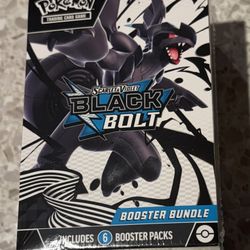 POKÉMON
TRADING CARD GAME
SCARLET & VIOLET
BLACK
BOLT
BOOSTER BUNDLE
INCLUDES 6 BOOSTER PACKS